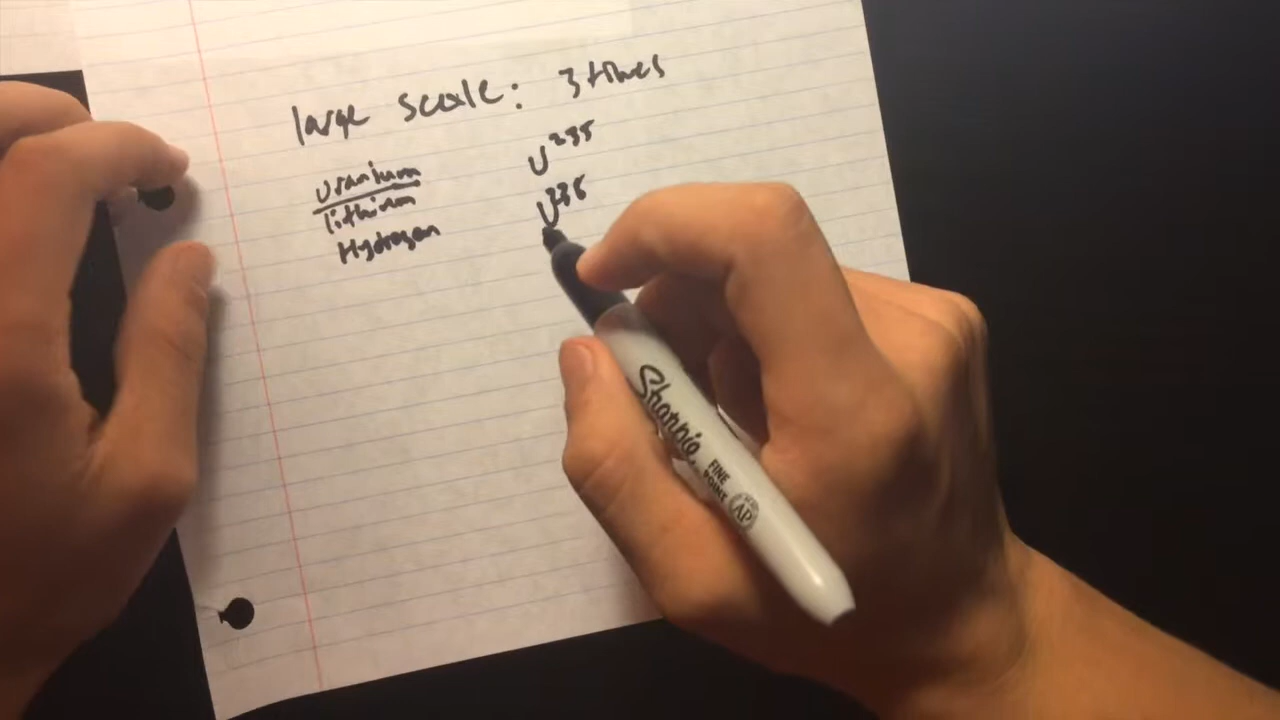 large scale: 3 times
uranium
lithium
Hydrogen
U235
U238
Sharpie
FINE
POINT
AP